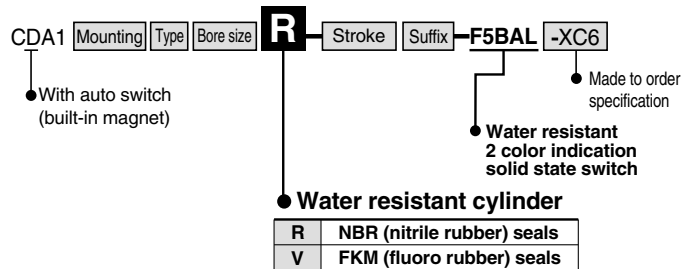 CDA1 Mounting Type Bore size R Stroke Suffix F5BAL -XC6
With auto switch
(built-in magnet)
Made to order
specification
Water resistant
2 color indication
solid state switch
Water resistant cylinder
R NBR (nitrile rubber) seals
V FKM (fluoro rubber) seals